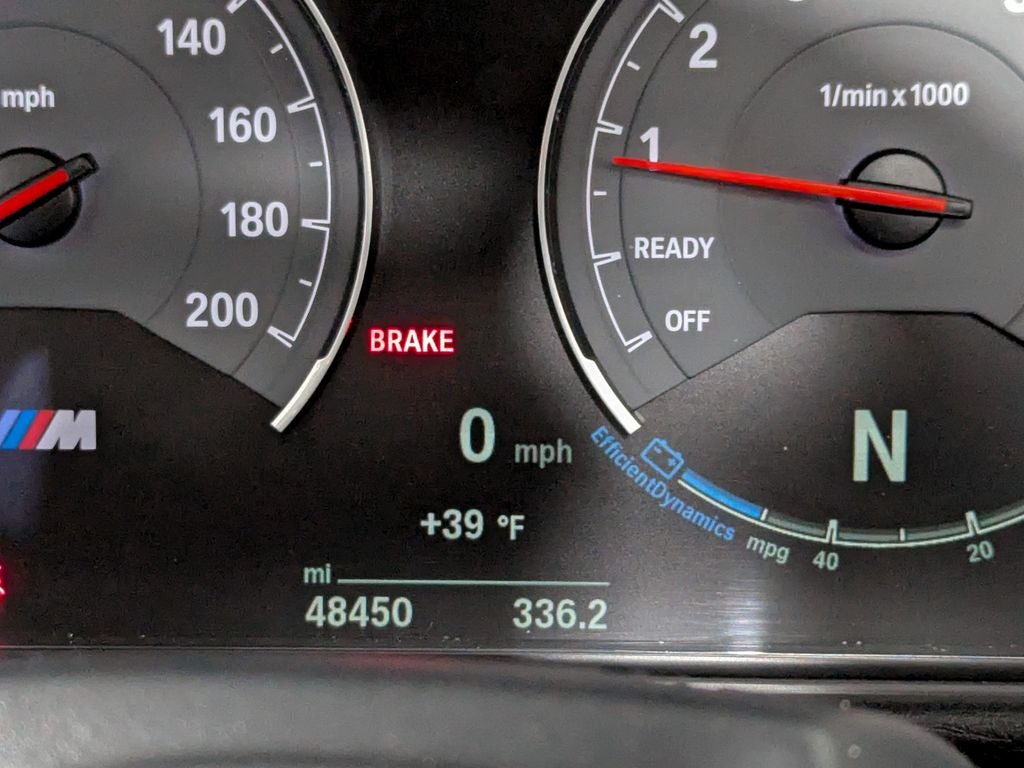 140
mph
160
180
200
2
1/min x 1000
1
READY
OFF
BRAKE
M
0 mph
N
EfficientDynamics
mpg
40
20
+39 °F
mi
48450 336.2